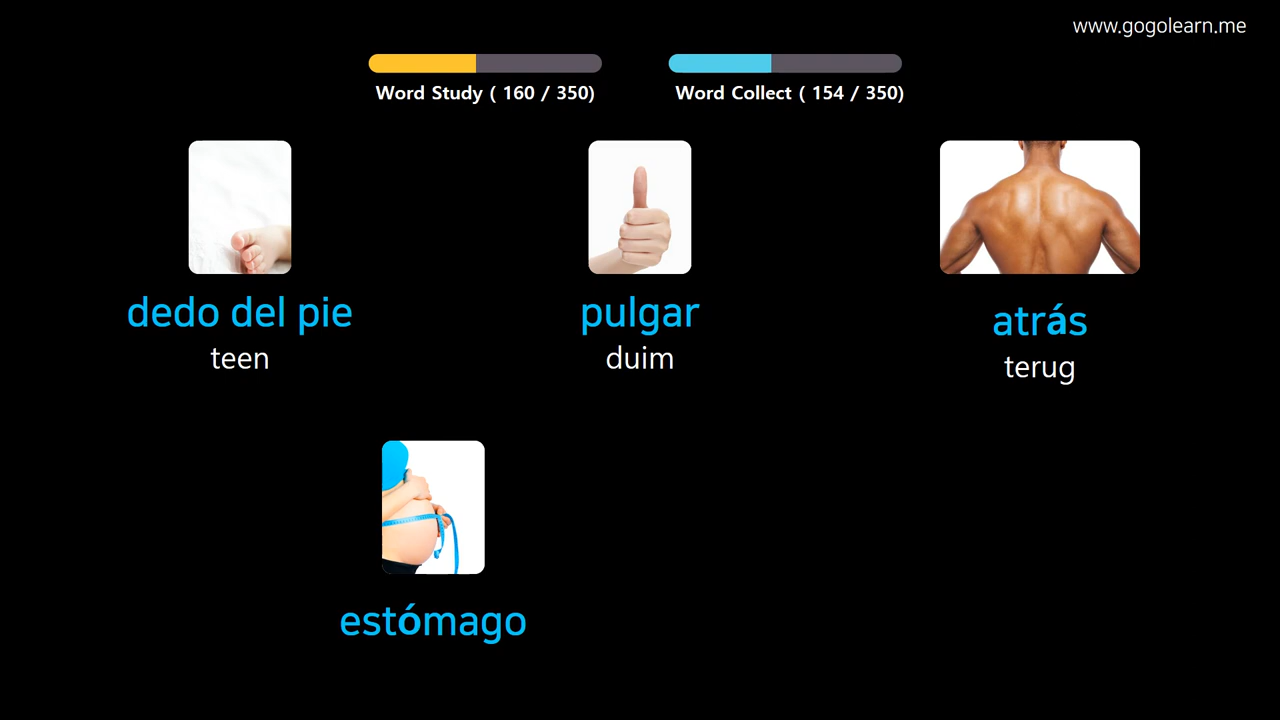 www.gogolearn.me
Word Study ( 160 / 350)
Word Collect ( 154 / 350)
dedo del pie
teen
pulgar
duim
atrás
terug
estómago